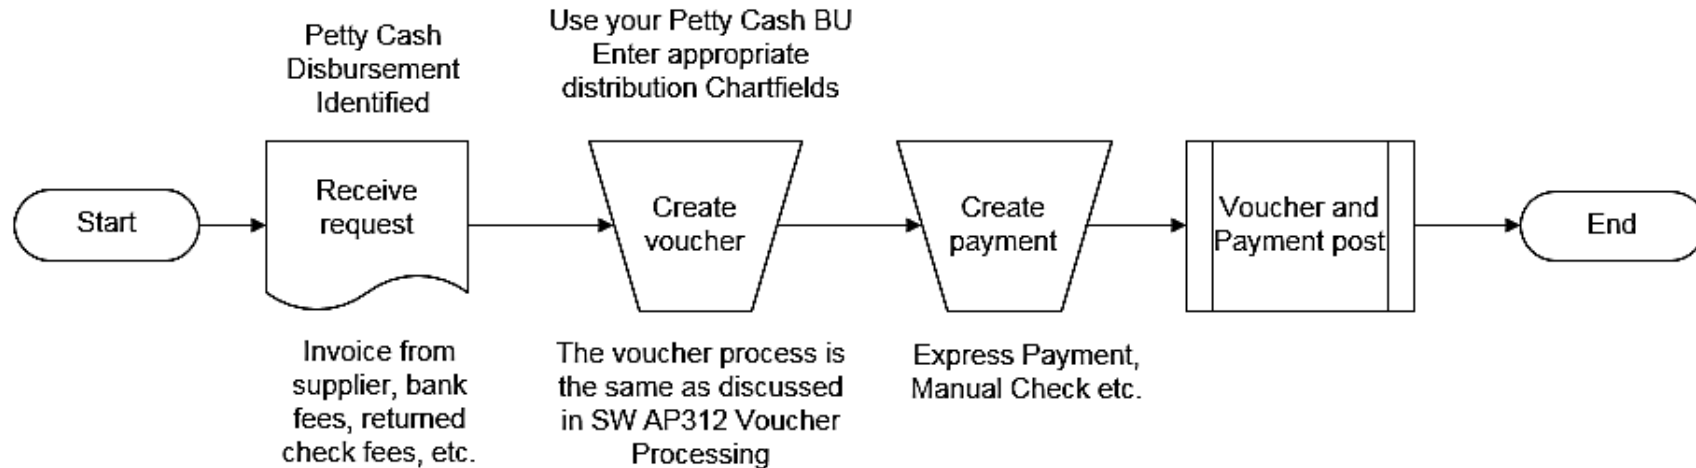 Petty Cash
Disbursement
Identified
Use your Petty Cash BU
Enter appropriate
distribution Chartfields
Start
Receive
request
Create
voucher
Create
payment
Voucher and
Payment post
End
Invoice from
supplier, bank
fees, returned
check fees, etc.
The voucher process is
the same as discussed
in SW AP312 Voucher
Processing
Express Payment,
Manual Check etc.